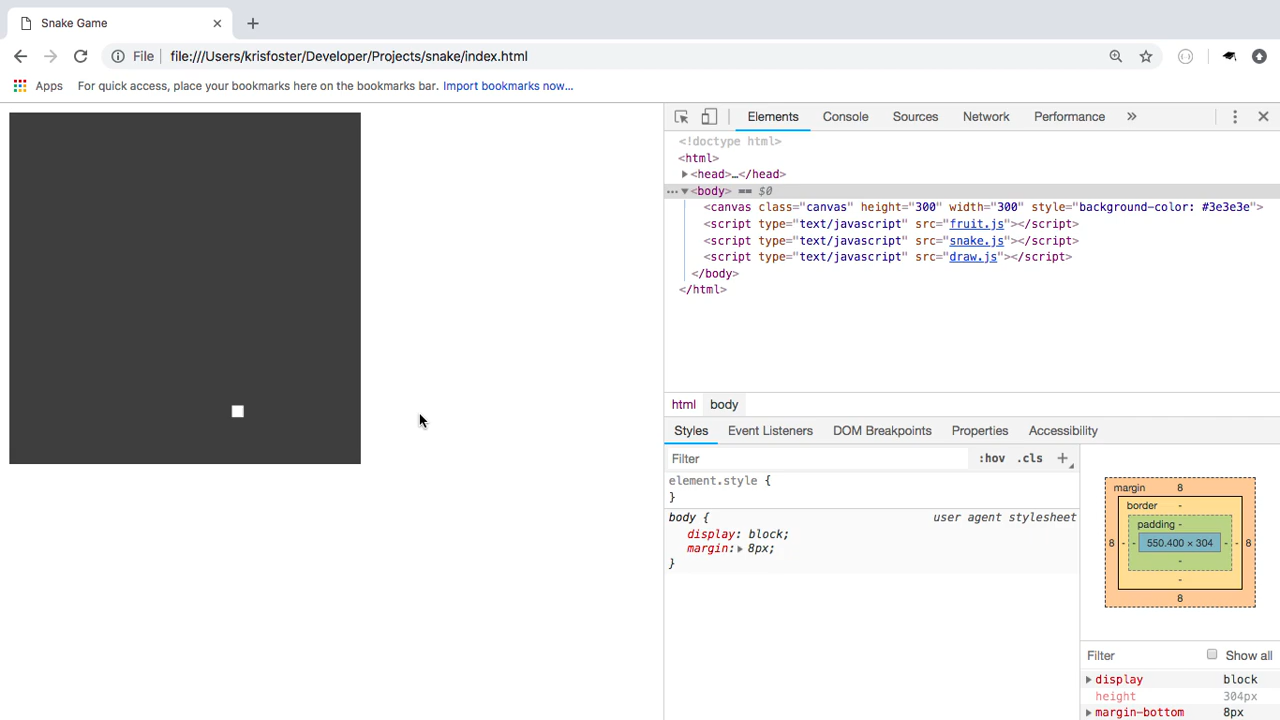 Snake Game
File file:///Users/krisfoster/Developer/Projects/snake/index.html
Apps For quick access, place your bookmarks here on the bookmarks bar. Import bookmarks now...
Elements Console Sources Network Performance »
<!doctype html>
<html>
<head>…</head>
… <body> == $0
<canvas class="canvas" height="300" width="300" style="background-color: #3e3e3e">
<script type="text/javascript" src="fruit.js"></script>
<script type="text/javascript" src="snake.js"></script>
<script type="text/javascript" src="draw.js"></script>
</body>
</html>
html body
Styles Event Listeners DOM Breakpoints Properties Accessibility
Filter :hov .cls +
element.style {
}
body { user agent stylesheet
display: block;
margin: 8px;
}
margin 8
border -
padding -
8 - - 550.400 × 304 - - 8
-
-
8
Filter Show all
display block
height 304px
margin-bottom 8px